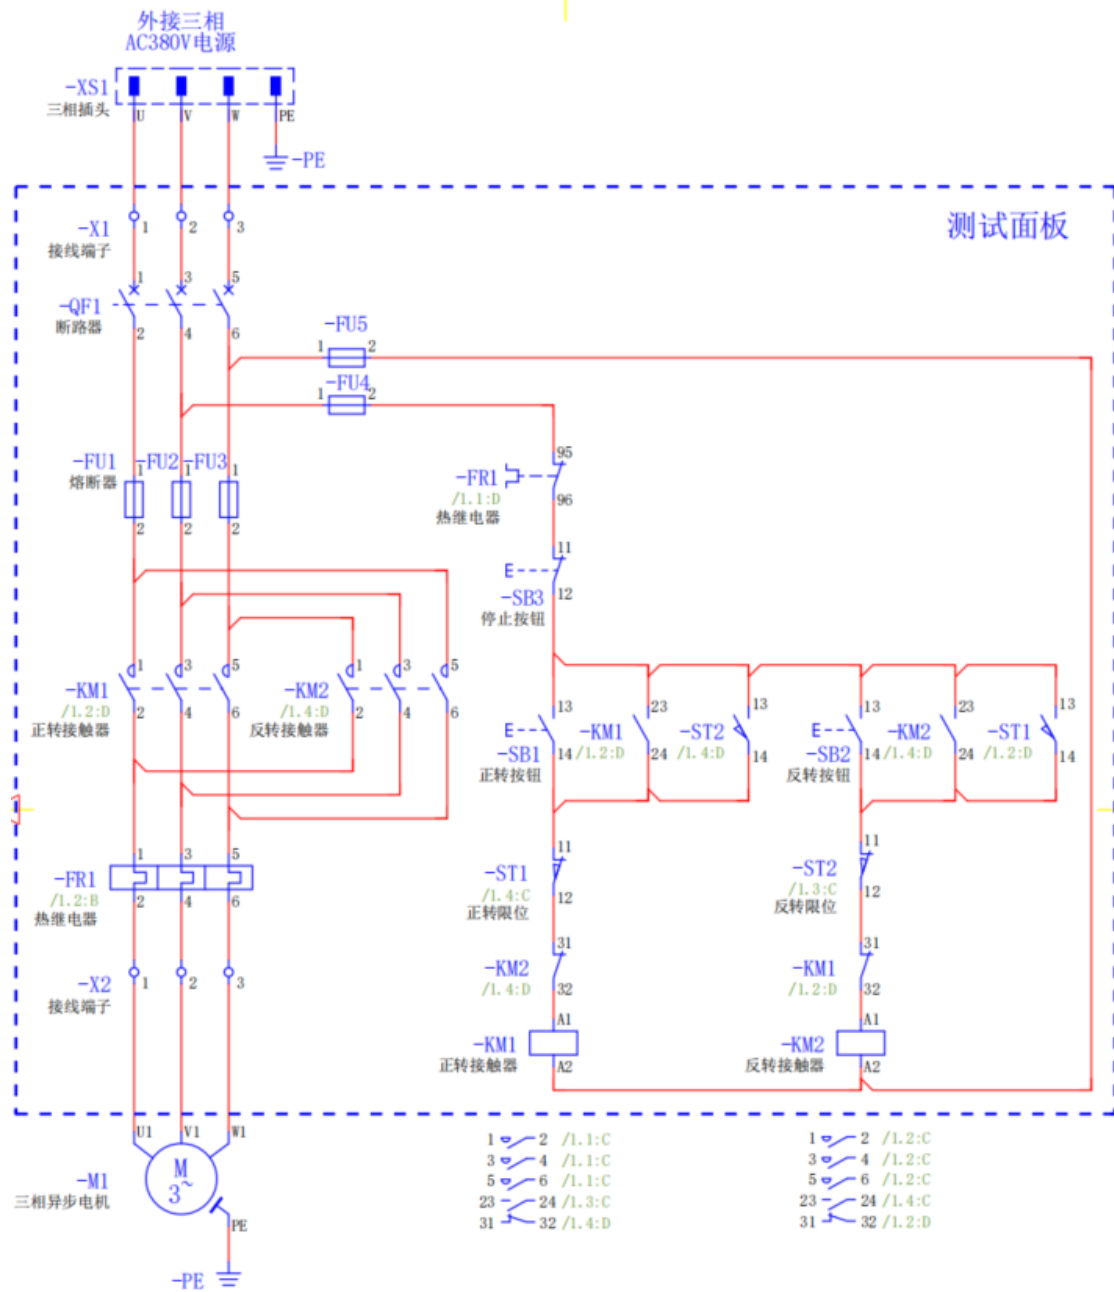 外接三相
AC380V电源
-XS1
三相插头
U V W PE
-PE
测试面板
-X1
接线端子
1 2 3
-QF1
断路器
1 3 5
2 4 6
-FU5
1 2
-FU4
1 2
-FU1 -FU2 -FU3
熔断器
1 1 1
2 2 2
-FR1
/1.1:D
热继电器
95
96
-SB3
停止按钮
11
12
-KM1
/1.2:D
正转接触器
1 3 5
2 4 6
-KM2
/1.4:D
反转接触器
1 3 5
2 4 6
-SB1
正转按钮
13
14
-KM1
/1.2:D
23
24
-ST2
/1.4:D
13
14
-SB2
反转按钮
13
14
-KM2
/1.4:D
23
24
-ST1
/1.2:D
13
14
-FR1
/1.2:B
热继电器
1 3 5
2 4 6
-ST1
/1.4:C
正转限位
11
12
-ST2
/1.3:C
反转限位
11
12
-X2
接线端子
1 2 3
-KM2
/1.4:D
31
32
-KM1
/1.2:D
31
32
-KM1
正转接触器
A1
A2
-KM2
反转接触器
A1
A2
U1 V1 W1
-M1
三相异步电机
M
3~
PE
-PE
1 2 /1.1:C
3 4 /1.1:C
5 6 /1.1:C
23 24 /1.3:C
31 32 /1.4:D
1 2 /1.2:C
3 4 /1.2:C
5 6 /1.2:C
23 24 /1.4:C
31 32 /1.2:D